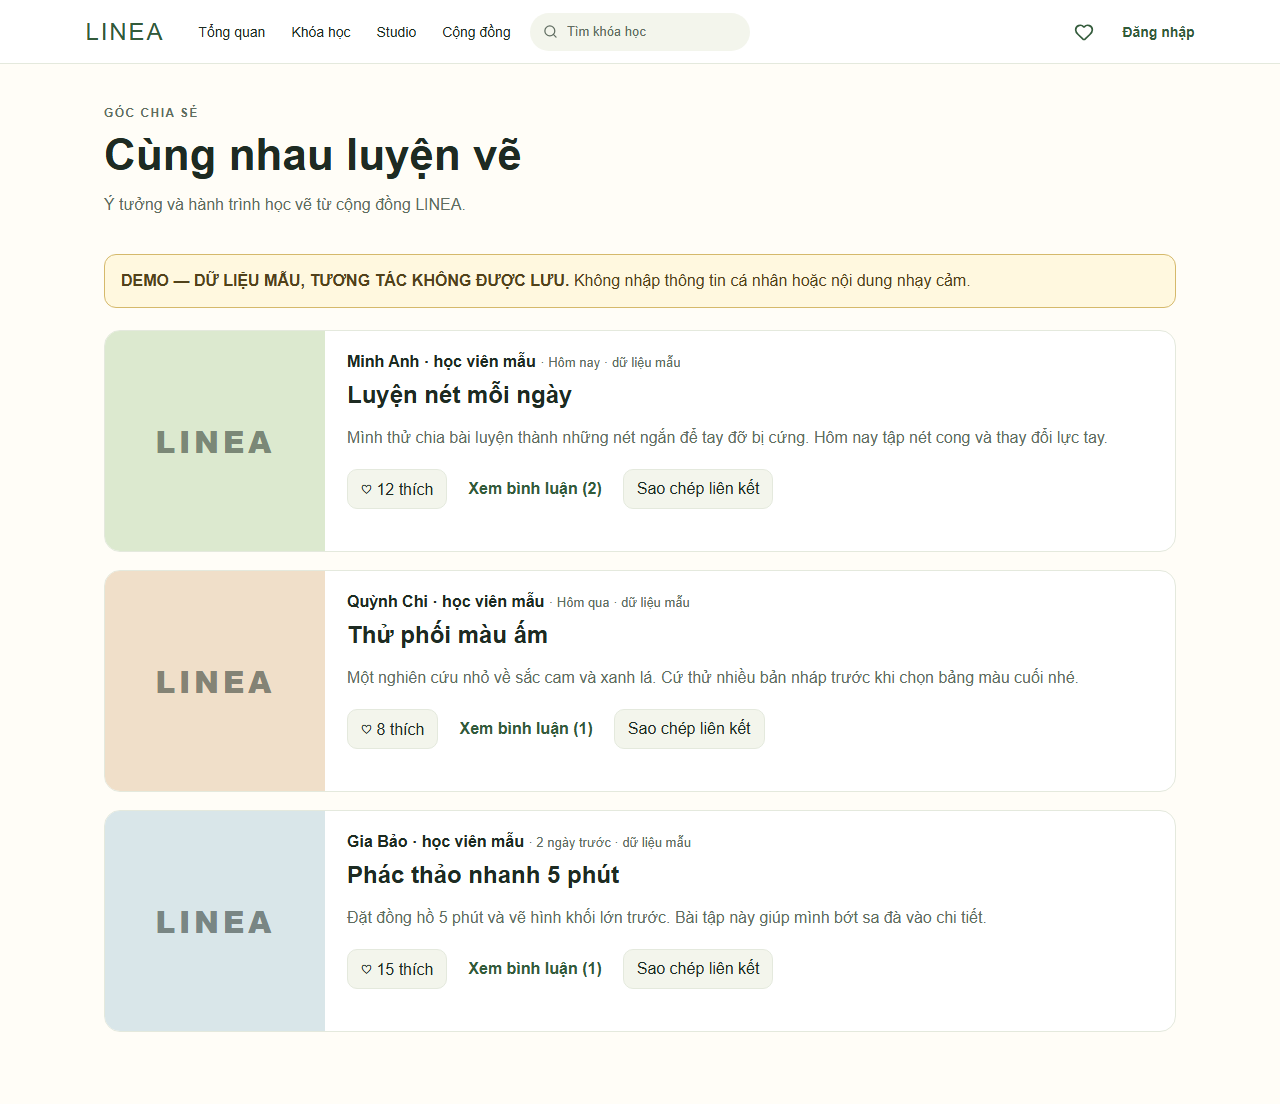 LINEA
Tổng quan
Khóa học
Studio
Cộng đồng
Tìm khóa học
Đăng nhập
GÓC CHIA SẺ
Cùng nhau luyện vẽ
Ý tưởng và hành trình học vẽ từ cộng đồng LINEA.
DEMO — DỮ LIỆU MẪU, TƯƠNG TÁC KHÔNG ĐƯỢC LƯU. Không nhập thông tin cá nhân hoặc nội dung nhạy cảm.
LINEA
Minh Anh · học viên mẫu · Hôm nay · dữ liệu mẫu
Luyện nét mỗi ngày
Mình thử chia bài luyện thành những nét ngắn để tay đỡ bị cứng. Hôm nay tập nét cong và thay đổi lực tay.
♡ 12 thích
Xem bình luận (2)
Sao chép liên kết
LINEA
Quỳnh Chi · học viên mẫu · Hôm qua · dữ liệu mẫu
Thử phối màu ấm
Một nghiên cứu nhỏ về sắc cam và xanh lá. Cứ thử nhiều bản nháp trước khi chọn bảng màu cuối nhé.
♡ 8 thích
Xem bình luận (1)
Sao chép liên kết
LINEA
Gia Bảo · học viên mẫu · 2 ngày trước · dữ liệu mẫu
Phác thảo nhanh 5 phút
Đặt đồng hồ 5 phút và vẽ hình khối lớn trước. Bài tập này giúp mình bớt sa đà vào chi tiết.
♡ 15 thích
Xem bình luận (1)
Sao chép liên kết